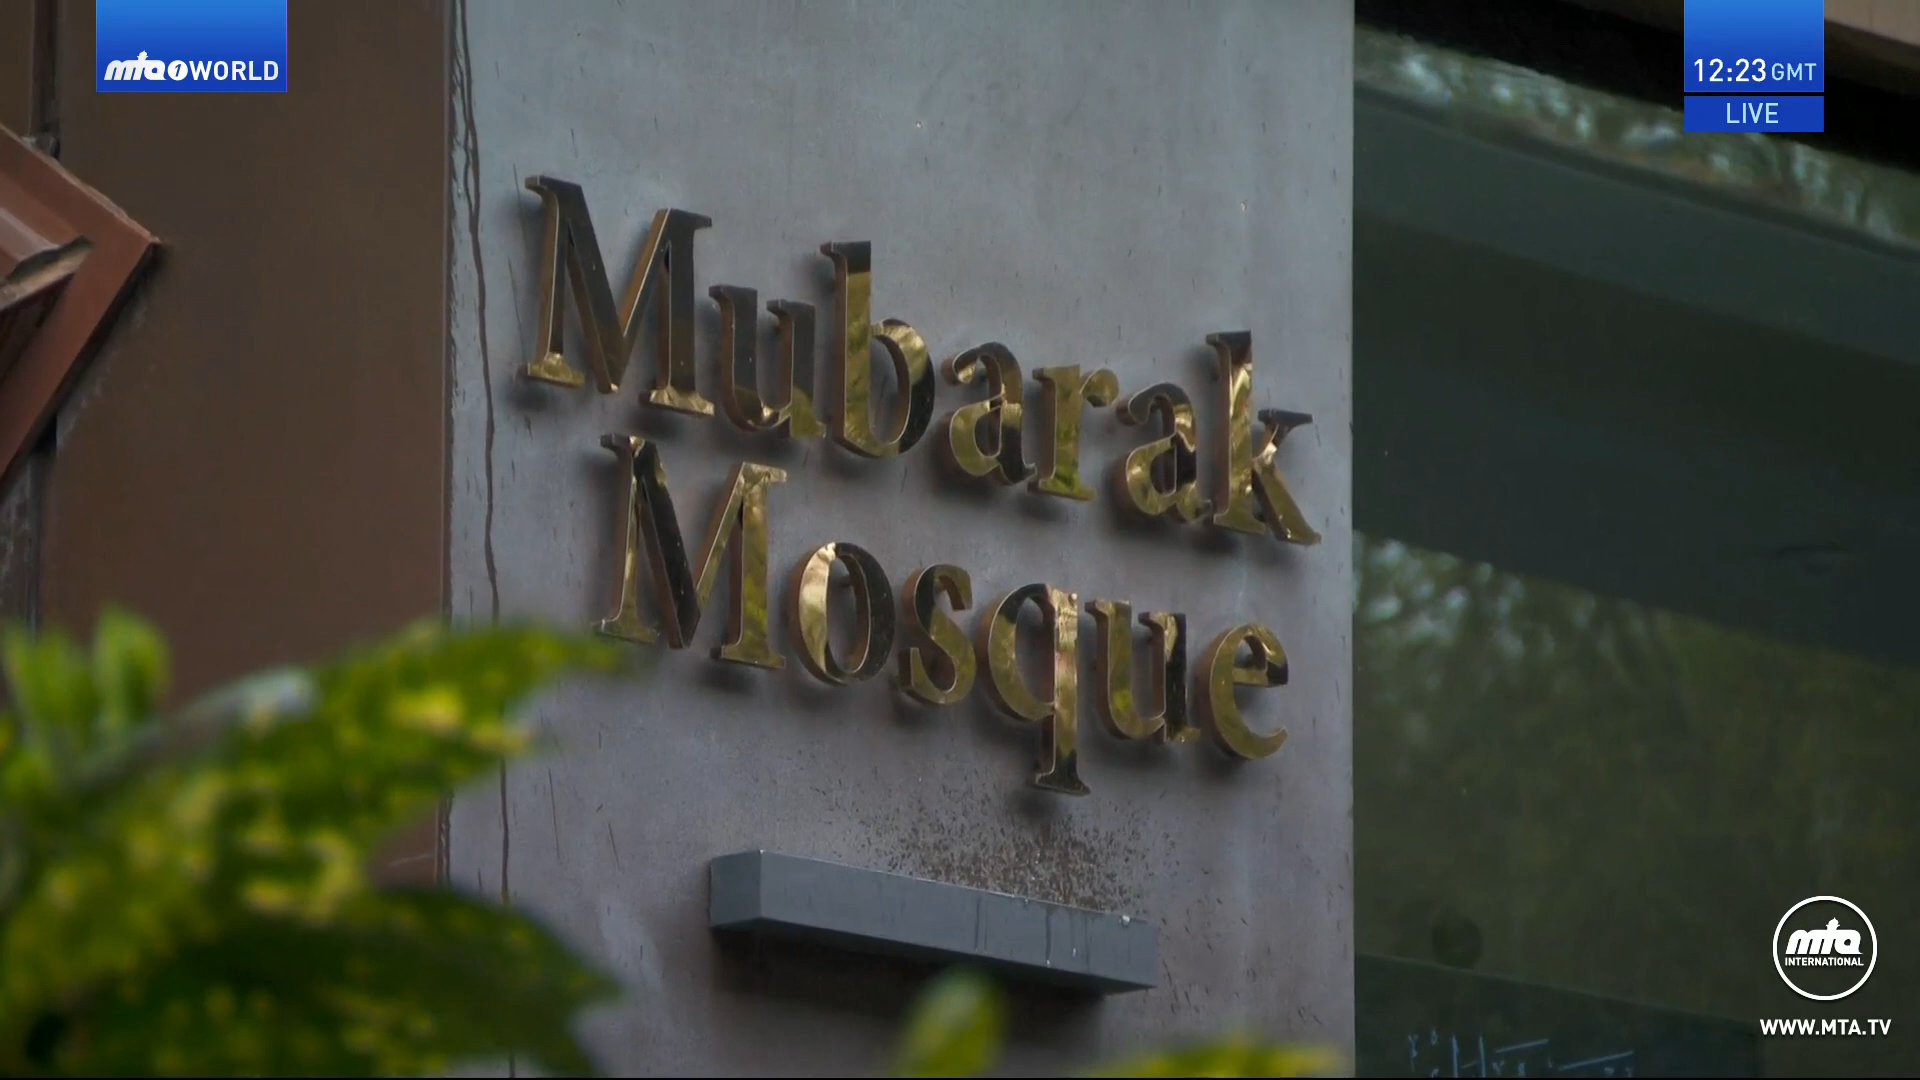 mta1 WORLD
12:23 GMT
LIVE
Mubarak
Mosque
mta
INTERNATIONAL
WWW.MTA.TV